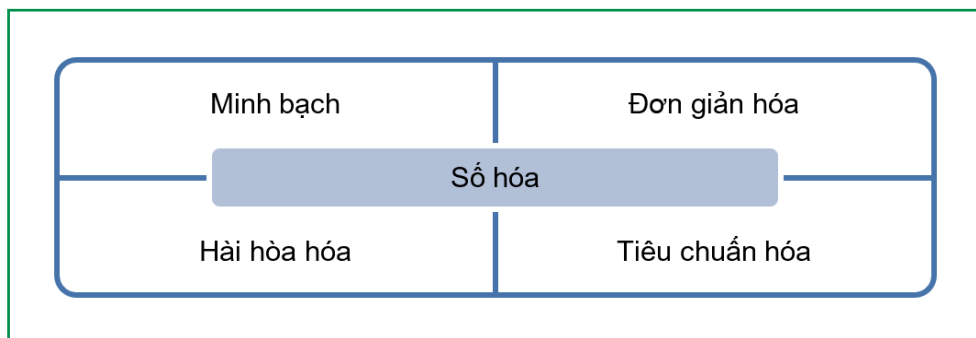 Minh bạch
Đơn giản hóa
Số hóa
Hài hòa hóa
Tiêu chuẩn hóa